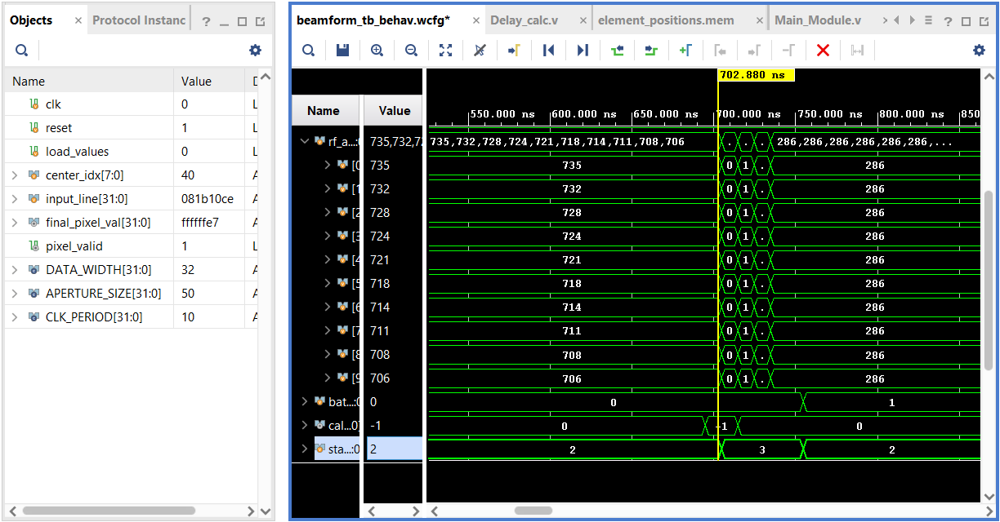 Objects × Protocol Instanc ?
Name Value D
clk 0 L
reset 1 L
load_values 0 L
center_idx[7:0] 40 A
input_line[31:0] 081b10ce A
final_pixel_val[31:0] ffffffe7 A
pixel_valid 1 L
DATA_WIDTH[31:0] 32 A
APERTURE_SIZE[31:0] 50 A
CLK_PERIOD[31:0] 10 A
beamform_tb_behav.wcfg* × Delay_calc.v × element_positions.mem × Main_Module.v ?
702.880 ns
Name Value 550.000 ns 600.000 ns 650.000 ns 700.000 ns 750.000 ns 800.000 ns 850
rf_a...:0 735,732,72 735,732,728,724,721,718,714,711,708,706 . . . . 286,286,286,286,286,286,...
[0 735 735 0 1 . 286
[1 732 732 0 1 . 286
[2 728 728 0 1 . 286
[3 724 724 0 1 . 286
[4 721 721 0 1 . 286
[5 718 718 0 1 . 286
[6 714 714 0 1 . 286
[7 711 711 0 1 . 286
[8 708 708 0 1 . 286
[9 706 706 0 1 . 286
bat...:0 0 0 1
cal...0] -1 0 -1 0
sta...:0 2 2 3 2